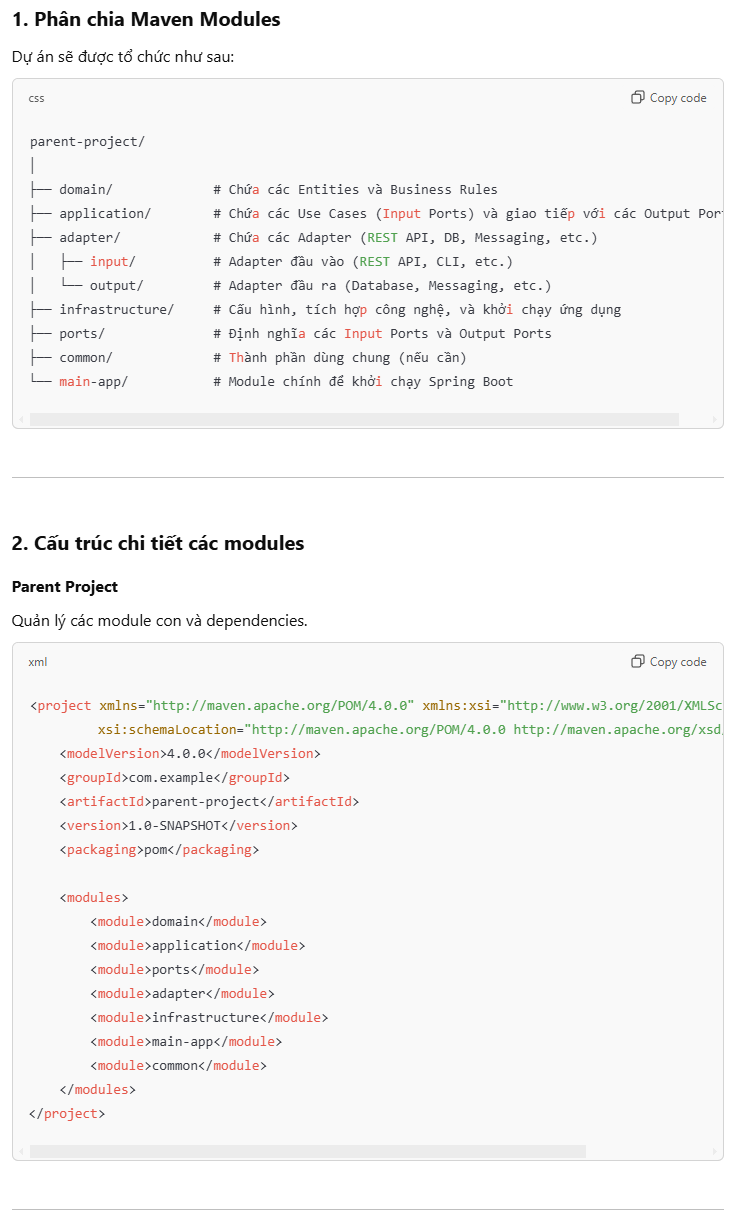 1. Phân chia Maven Modules
Dự án sẽ được tổ chức như sau:
css Copy code
parent-project/
│
├── domain/ # Chứa các Entities và Business Rules
├── application/ # Chứa các Use Cases (Input Ports) và giao tiếp với các Output Por
├── adapter/ # Chứa các Adapter (REST API, DB, Messaging, etc.)
│ ├── input/ # Adapter đầu vào (REST API, CLI, etc.)
│ └── output/ # Adapter đầu ra (Database, Messaging, etc.)
├── infrastructure/ # Cấu hình, tích hợp công nghệ, và khởi chạy ứng dụng
├── ports/ # Định nghĩa các Input Ports và Output Ports
├── common/ # Thành phần dùng chung (nếu cần)
└── main-app/ # Module chính để khởi chạy Spring Boot
2. Cấu trúc chi tiết các modules
Parent Project
Quản lý các module con và dependencies.
xml Copy code
<project xmlns="http://maven.apache.org/POM/4.0.0" xmlns:xsi="http://www.w3.org/2001/XMLSc
xsi:schemaLocation="http://maven.apache.org/POM/4.0.0 http://maven.apache.org/xsd/
<modelVersion>4.0.0</modelVersion>
<groupId>com.example</groupId>
<artifactId>parent-project</artifactId>
<version>1.0-SNAPSHOT</version>
<packaging>pom</packaging>
<modules>
<module>domain</module>
<module>application</module>
<module>ports</module>
<module>adapter</module>
<module>infrastructure</module>
<module>main-app</module>
<module>common</module>
</modules>
</project>